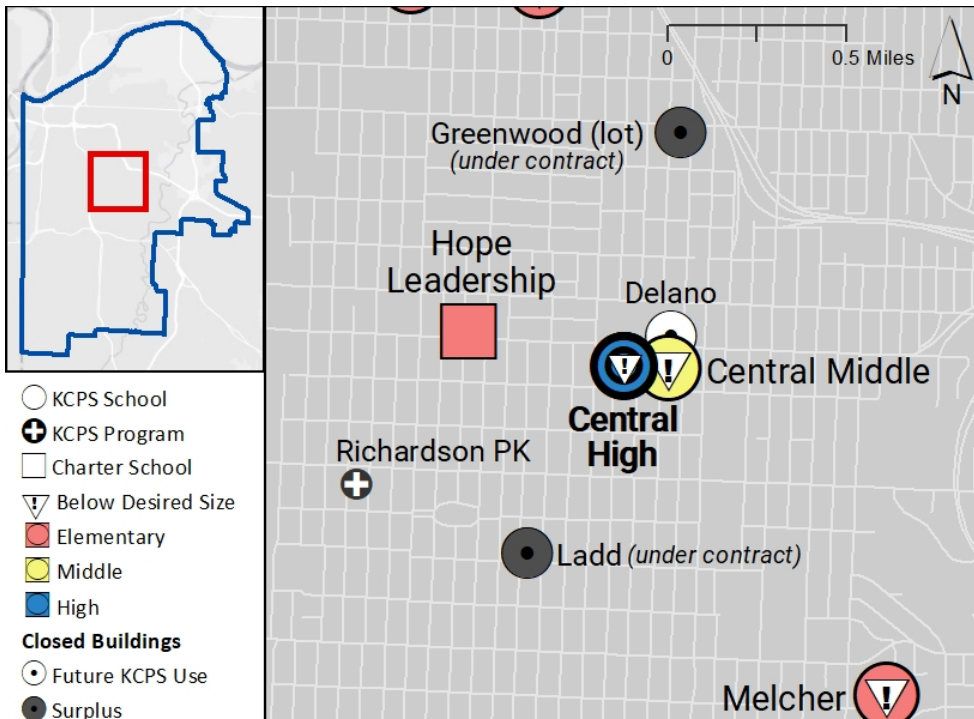 0
0.5 Miles
N
Greenwood (lot)
(under contract)
Hope
Leadership
Delano
Central Middle
Central
High
Richardson PK
Ladd (under contract)
Melcher
KCPS School
KCPS Program
Charter School
! Below Desired Size
Elementary
Middle
High
Closed Buildings
Future KCPS Use
Surplus